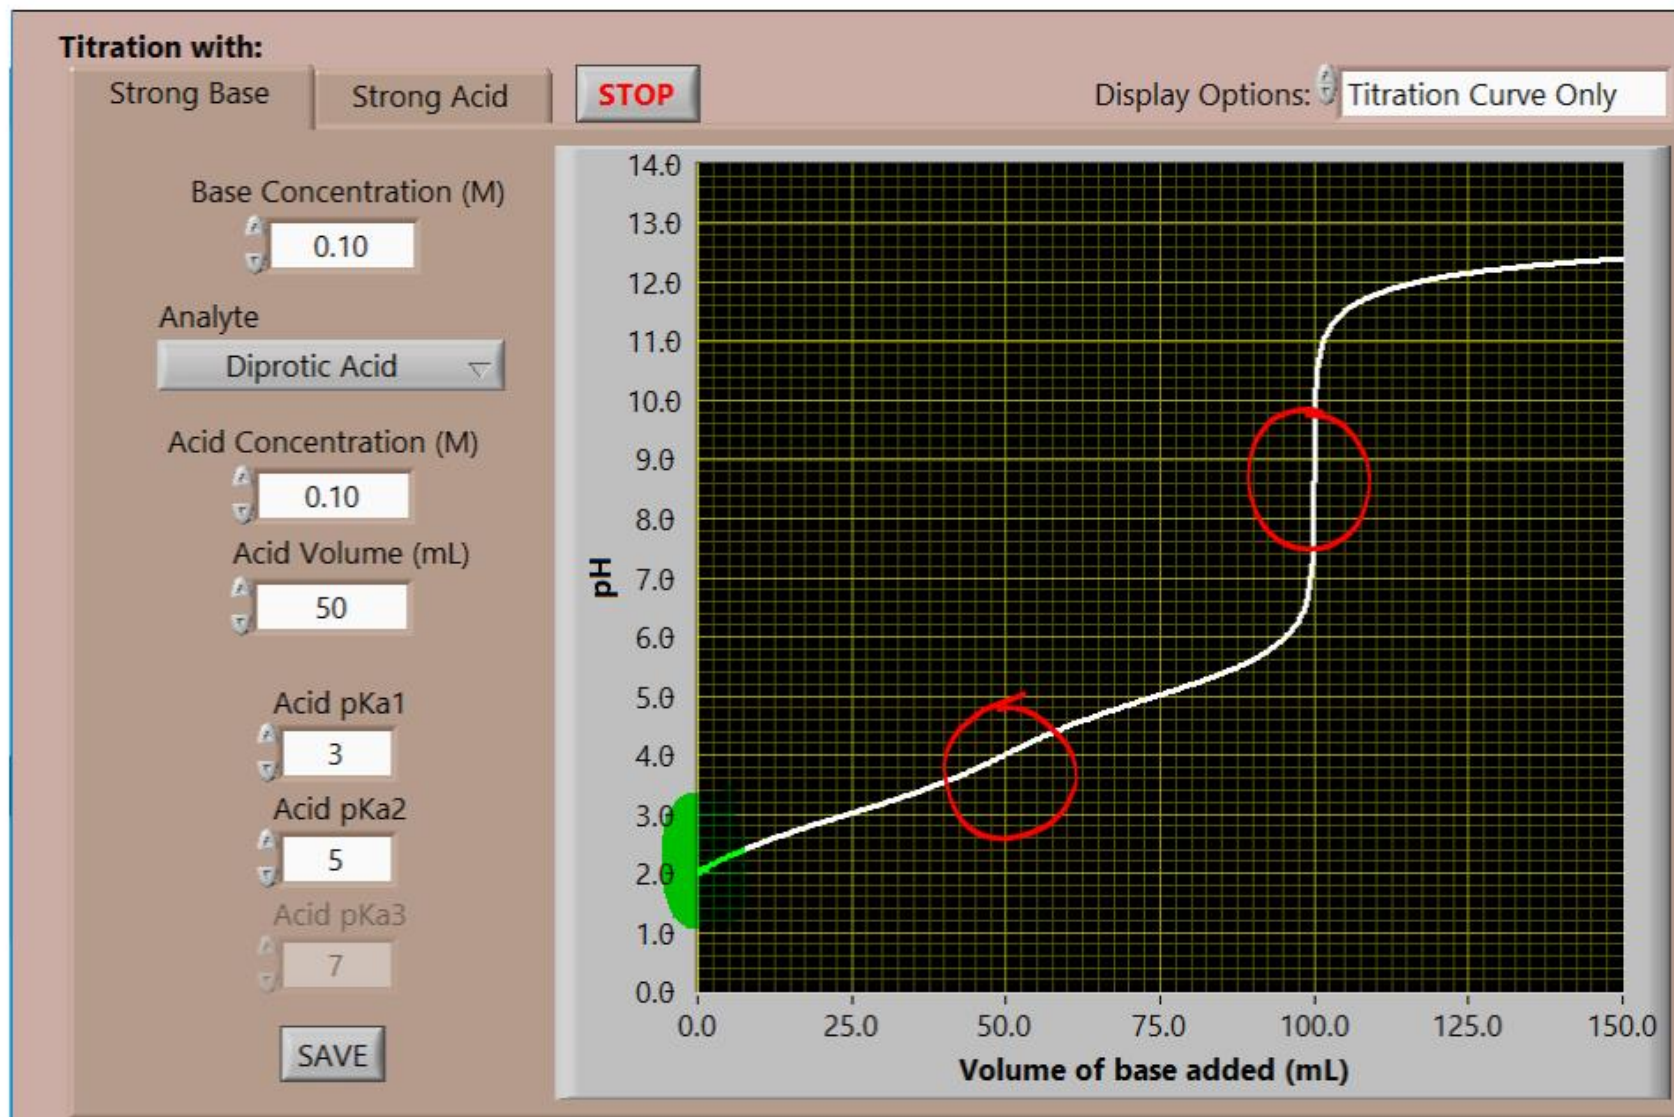 Titration with:
Strong Base
Strong Acid
STOP
Display Options:
Titration Curve Only
Base Concentration (M)
0.10
Analyte
Diprotic Acid
Acid Concentration (M)
0.10
Acid Volume (mL)
50
Acid pKa1
3
Acid pKa2
5
Acid pKa3
7
SAVE
pH
14.0
13.0
12.0
11.0
10.0
9.0
8.0
7.0
6.0
5.0
4.0
3.0
2.0
1.0
0.0
0.0 25.0 50.0 75.0 100.0 125.0 150.0
Volume of base added (mL)